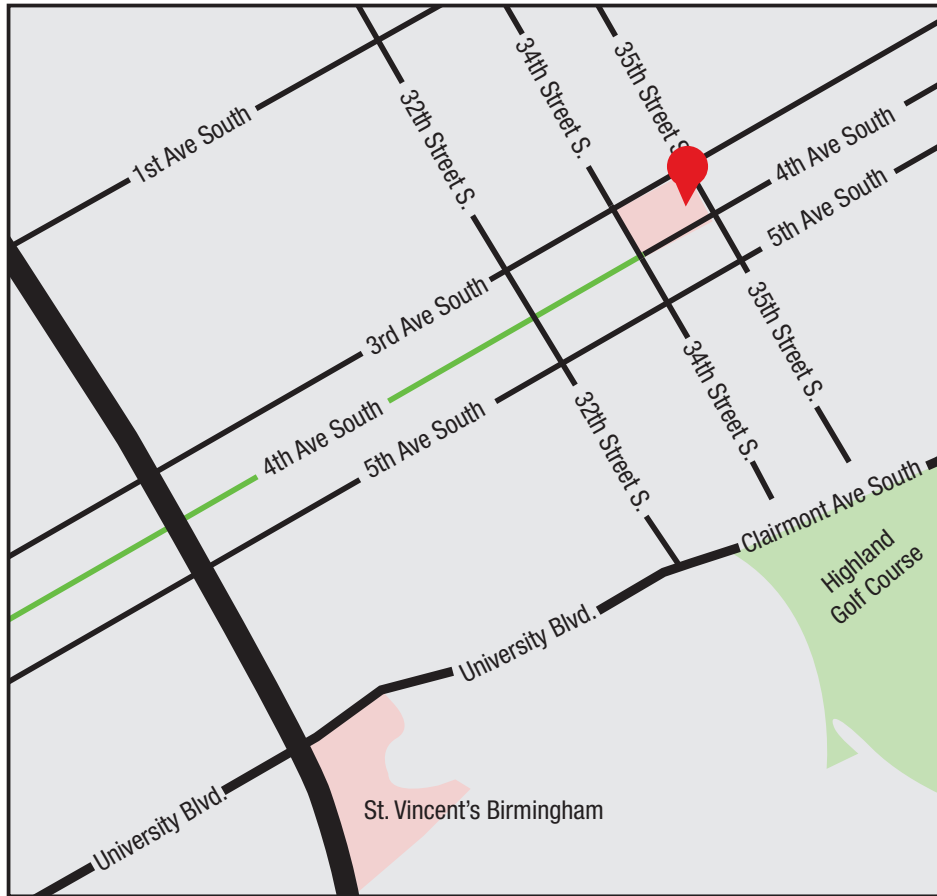 34th Street S.
35th Street S.
32th Street S.
1st Ave South
4th Ave South
5th Ave South
3rd Ave South
35th Street S.
34th Street S.
32th Street S.
4th Ave South
5th Ave South
Clairmont Ave South
Highland
Golf Course
University Blvd.
University Blvd.
St. Vincent’s Birmingham